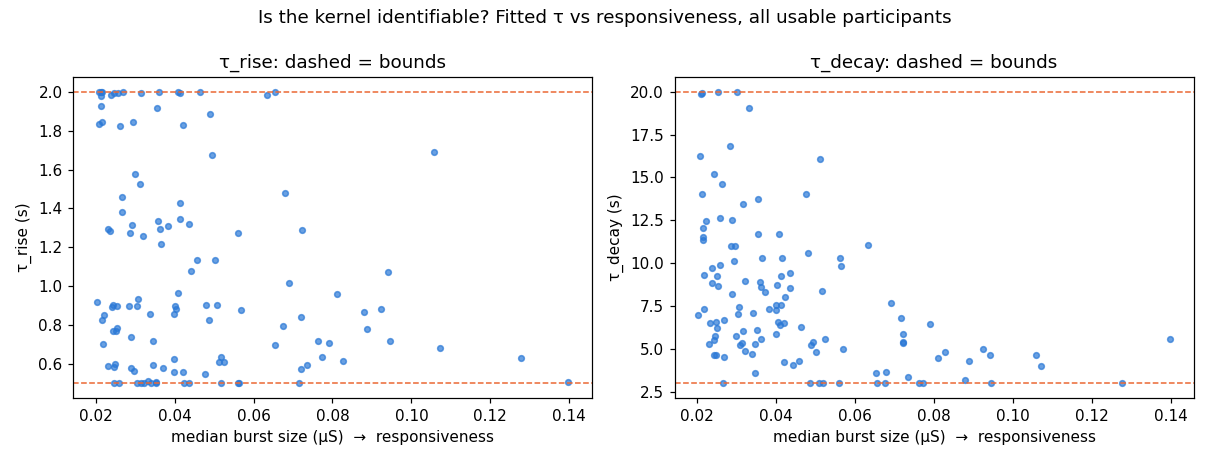 Is the kernel identifiable? Fitted τ vs responsiveness, all usable participants
τ_rise: dashed = bounds
2.0
1.8
1.6
1.4
1.2
1.0
0.8
0.6
τ_rise (s)
0.02 0.04 0.06 0.08 0.10 0.12 0.14
median burst size (μS) → responsiveness
τ_decay: dashed = bounds
20.0
17.5
15.0
12.5
10.0
7.5
5.0
2.5
τ_decay (s)
0.02 0.04 0.06 0.08 0.10 0.12 0.14
median burst size (μS) → responsiveness